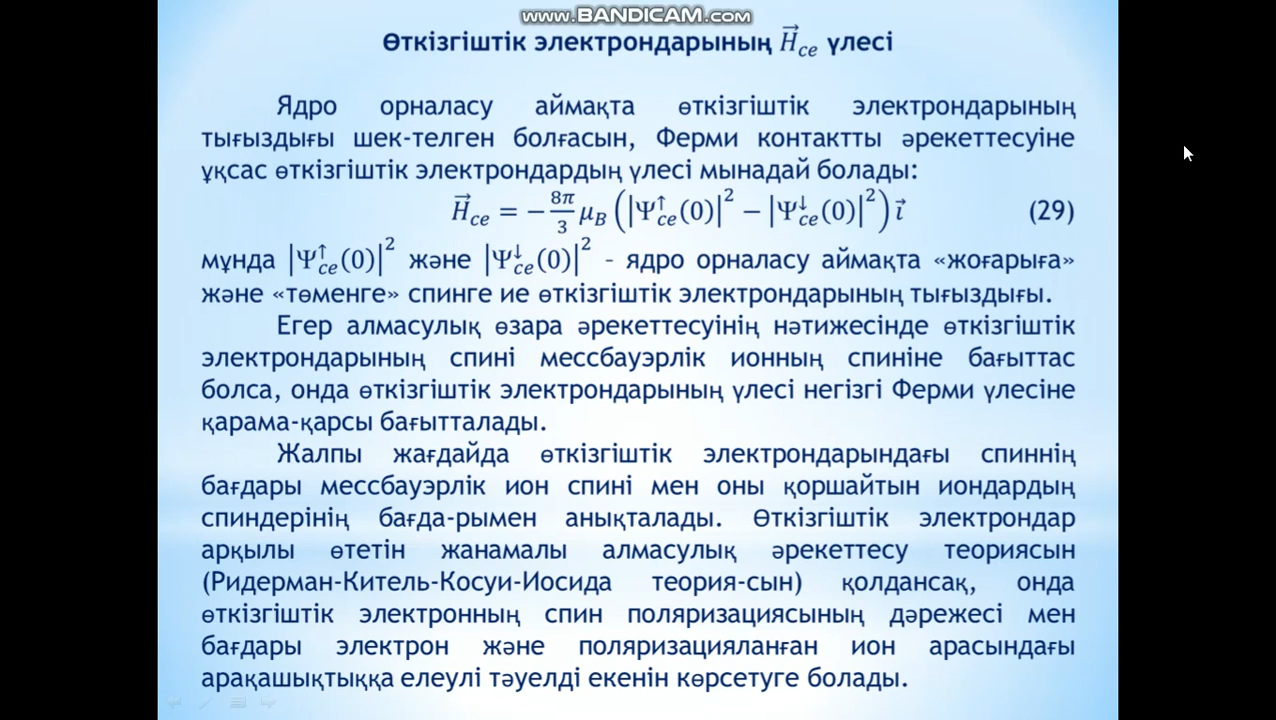 www.BANDICAM.com
Өткізгіштік электрондарының H⃗ce үлесі
Ядро орналасу аймақта өткізгіштік электрондарының
тығыздығы шек-телген болғасын, Ферми контактты әрекеттесуіне
ұқсас өткізгіштік электрондардың үлесі мынадай болады:
H⃗ce = −8π/3 μB (|Ψ↑ce(0)|² − |Ψ↓ce(0)|²) i⃗ (29)
мұнда |Ψ↑ce(0)|² және |Ψ↓ce(0)|² - ядро орналасу аймақта «жоғарыға»
және «төменге» спинге ие өткізгіштік электрондарының тығыздығы.
Егер алмасулық өзара әрекеттесуінің нәтижесінде өткізгіштік
электрондарының спині мессбауэрлік ионның спиніне бағыттас
болса, онда өткізгіштік электрондарының үлесі негізгі Ферми үлесіне
қарама-қарсы бағытталады.
Жалпы жағдайда өткізгіштік электрондарындағы спиннің
бағдары мессбауэрлік ион спині мен оны қоршайтын иондардың
спиндерінің бағда-рымен анықталады. Өткізгіштік электрондар
арқылы өтетін жанамалы алмасулық әрекеттесу теориясын
(Ридерман-Китель-Косуи-Иосида теория-сын) қолдансақ, онда
өткізгіштік электронның спин поляризациясының дәрежесі мен
бағдары электрон және поляризацияланған ион арасындағы
арақашықтыққа елеулі тәуелді екенін көрсетуге болады.